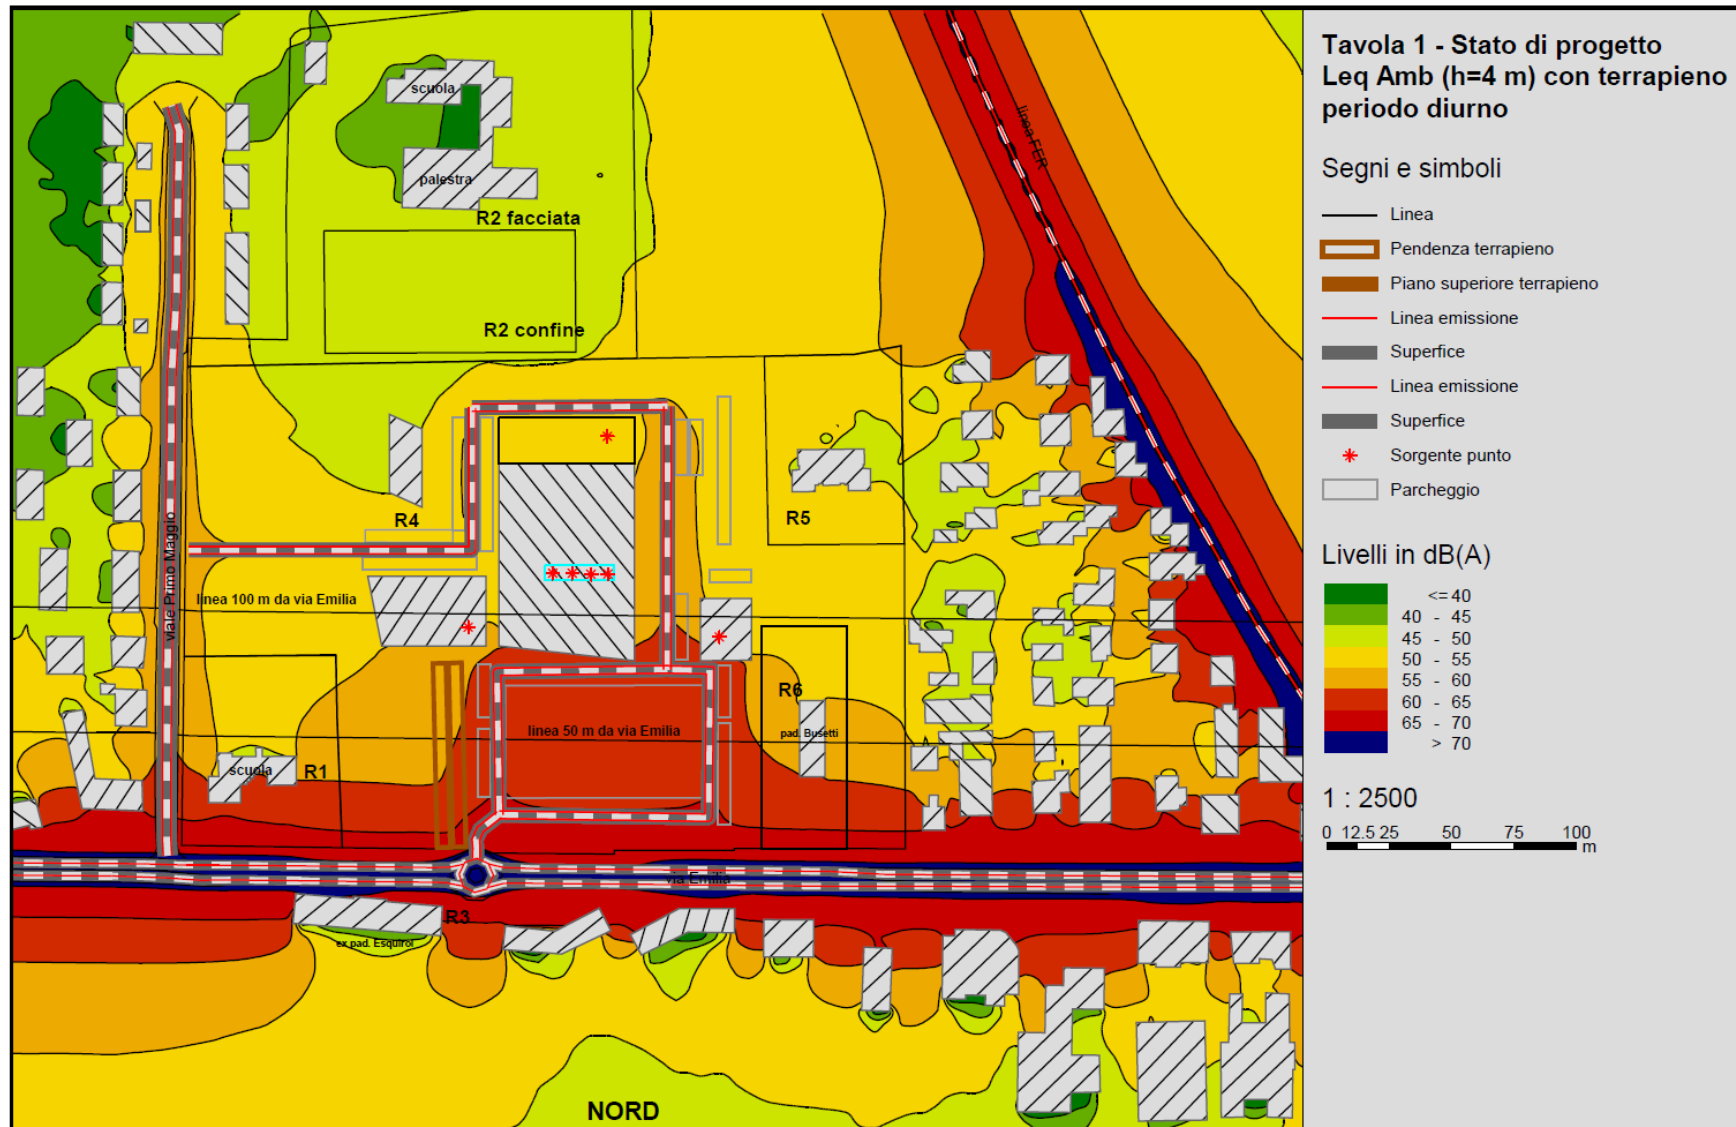 Tavola 1 - Stato di progetto
Leq Amb (h=4 m) con terrapieno
periodo diurno
Segni e simboli
Linea
Pendenza terrapieno
Piano superiore terrapieno
Linea emissione
Superfice
Linea emissione
Superfice
Sorgente punto
Parcheggio
Livelli in dB(A)
<= 40
40 - 45
45 - 50
50 - 55
55 - 60
60 - 65
65 - 70
> 70
1 : 2500
0 12.5 25 50 75 100
m
scuola
palestra
R2 facciata
R2 confine
linea FER
viale Primo Maggio
R4
R5
linea 100 m da via Emilia
R6
linea 50 m da via Emilia
pad. Busetti
scuola
R1
via Emilia
R3
ex pad. Esquirol
NORD